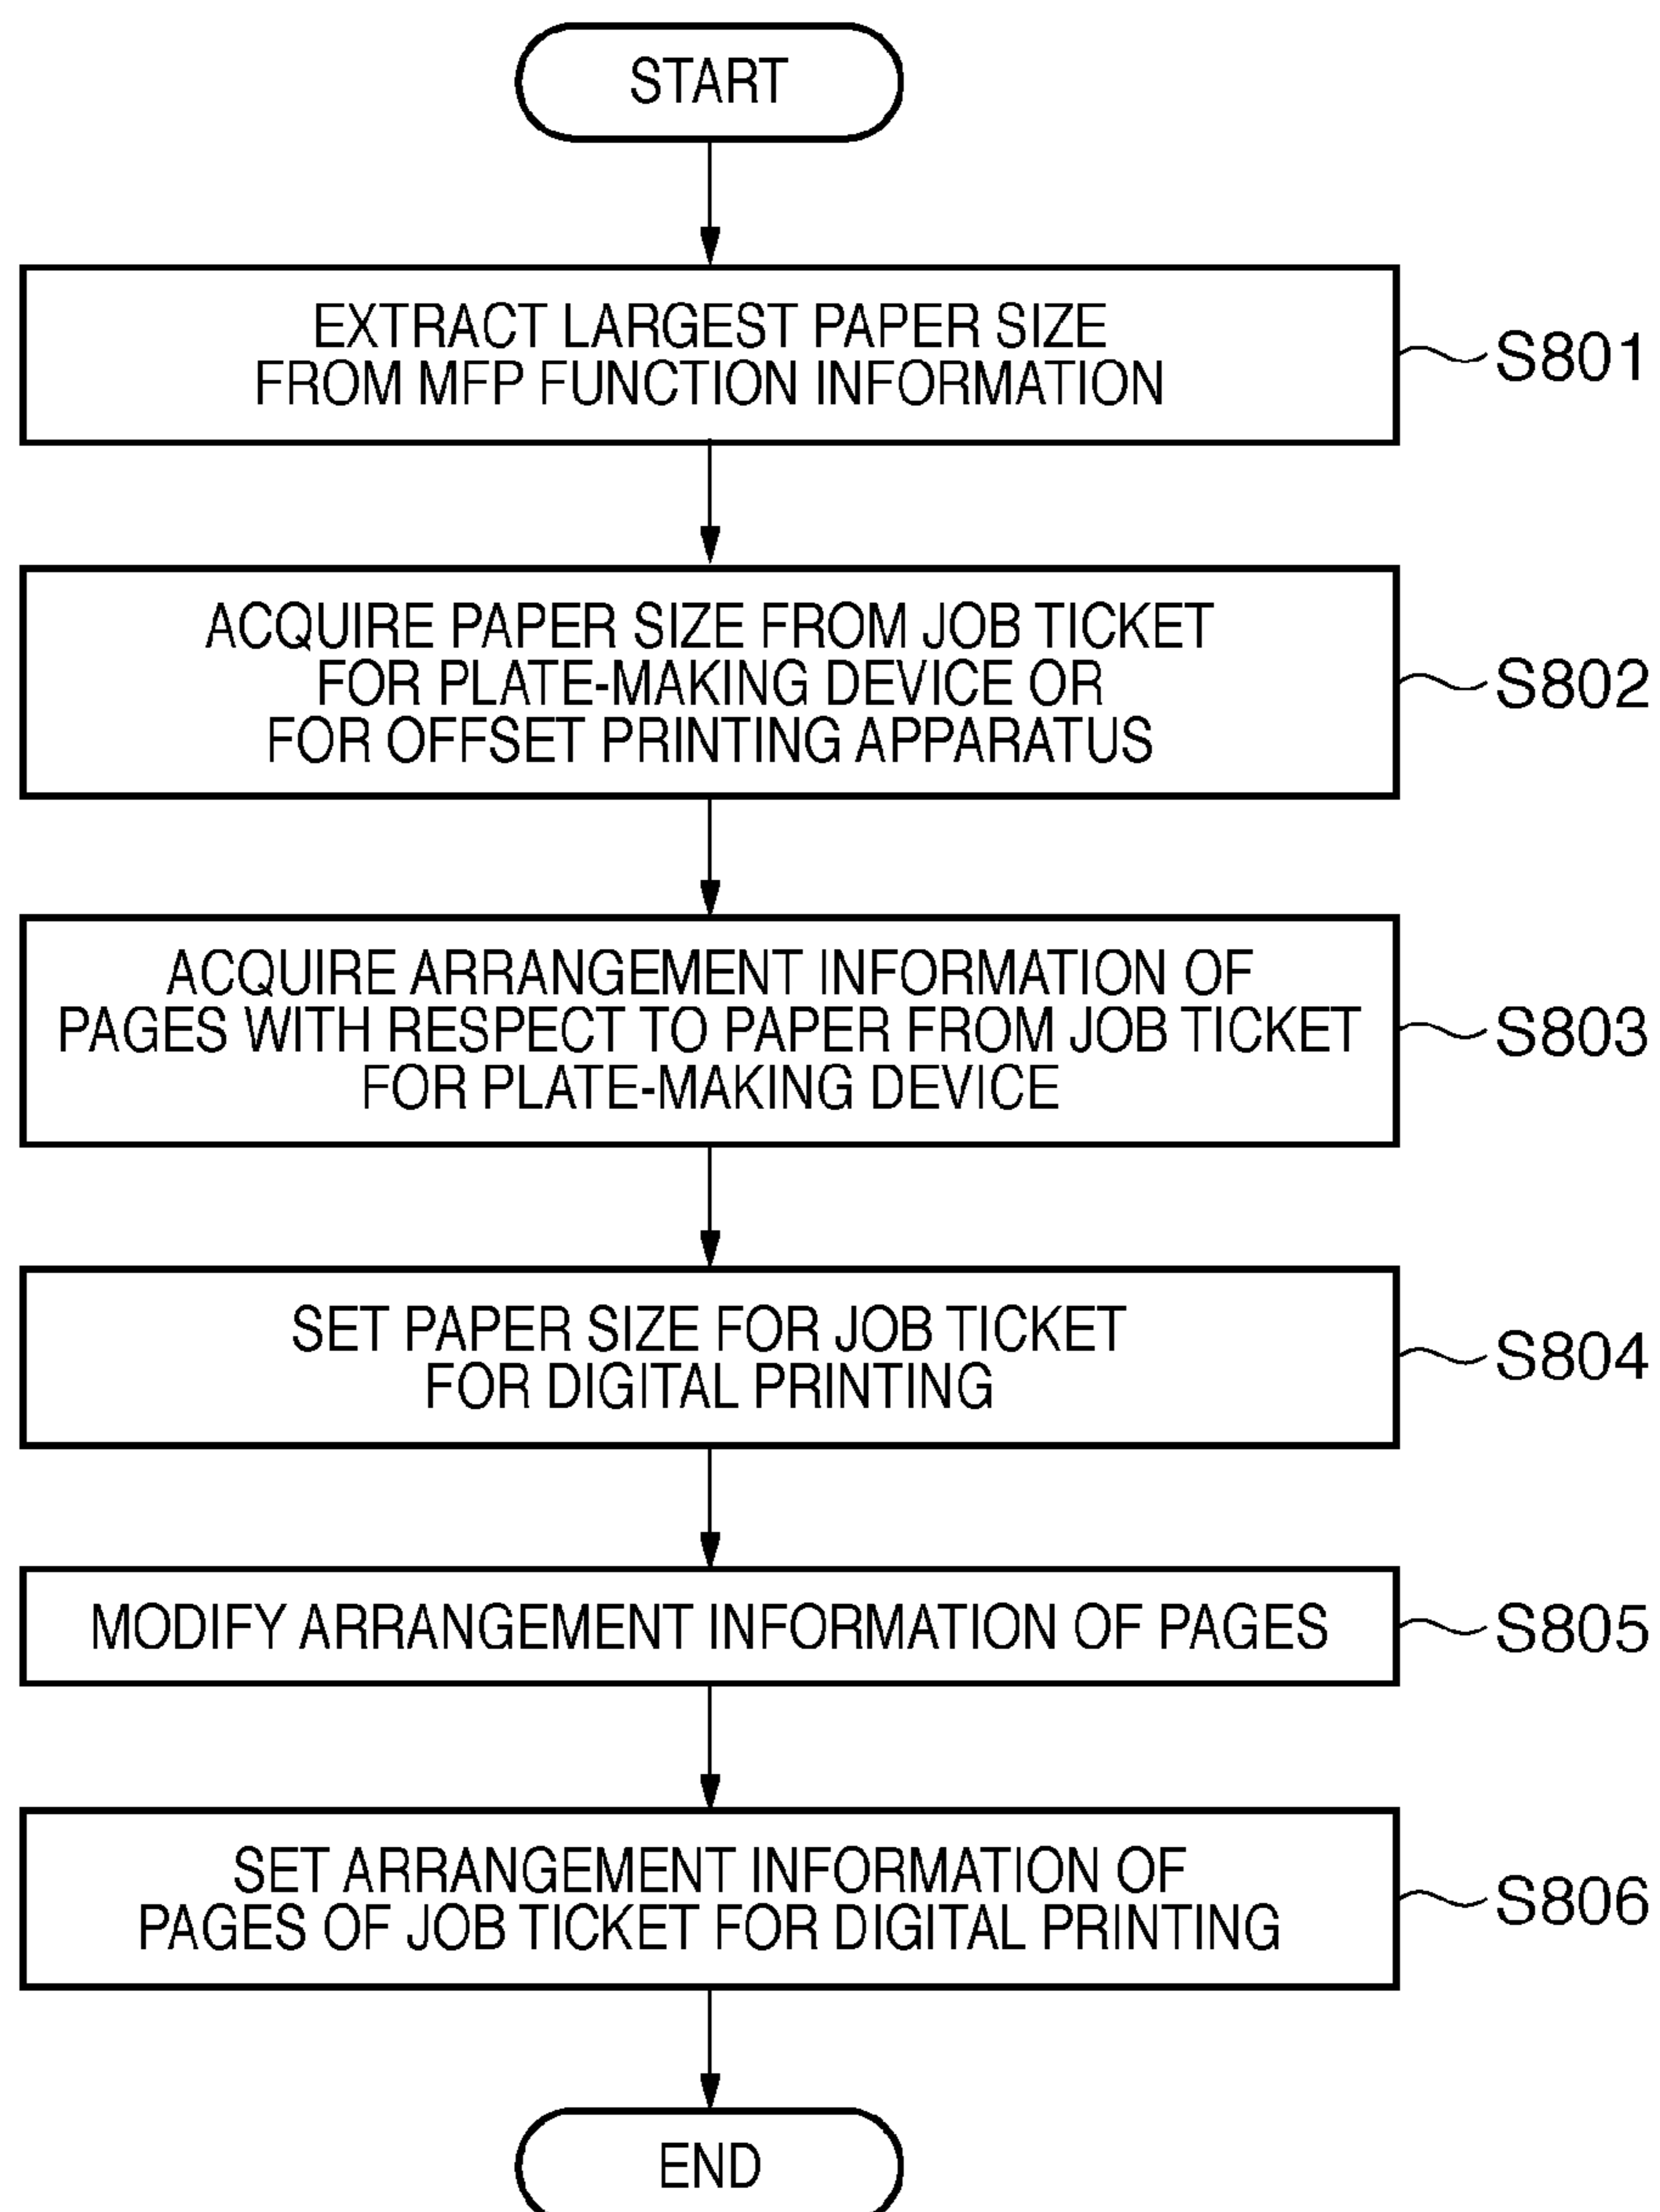 START
EXTRACT LARGEST PAPER SIZE
FROM MFP FUNCTION INFORMATION
S801
ACQUIRE PAPER SIZE FROM JOB TICKET
FOR PLATE-MAKING DEVICE OR
FOR OFFSET PRINTING APPARATUS
S802
ACQUIRE ARRANGEMENT INFORMATION OF
PAGES WITH RESPECT TO PAPER FROM JOB TICKET
FOR PLATE-MAKING DEVICE
S803
SET PAPER SIZE FOR JOB TICKET
FOR DIGITAL PRINTING
S804
MODIFY ARRANGEMENT INFORMATION OF PAGES
S805
SET ARRANGEMENT INFORMATION OF
PAGES OF JOB TICKET FOR DIGITAL PRINTING
S806
END